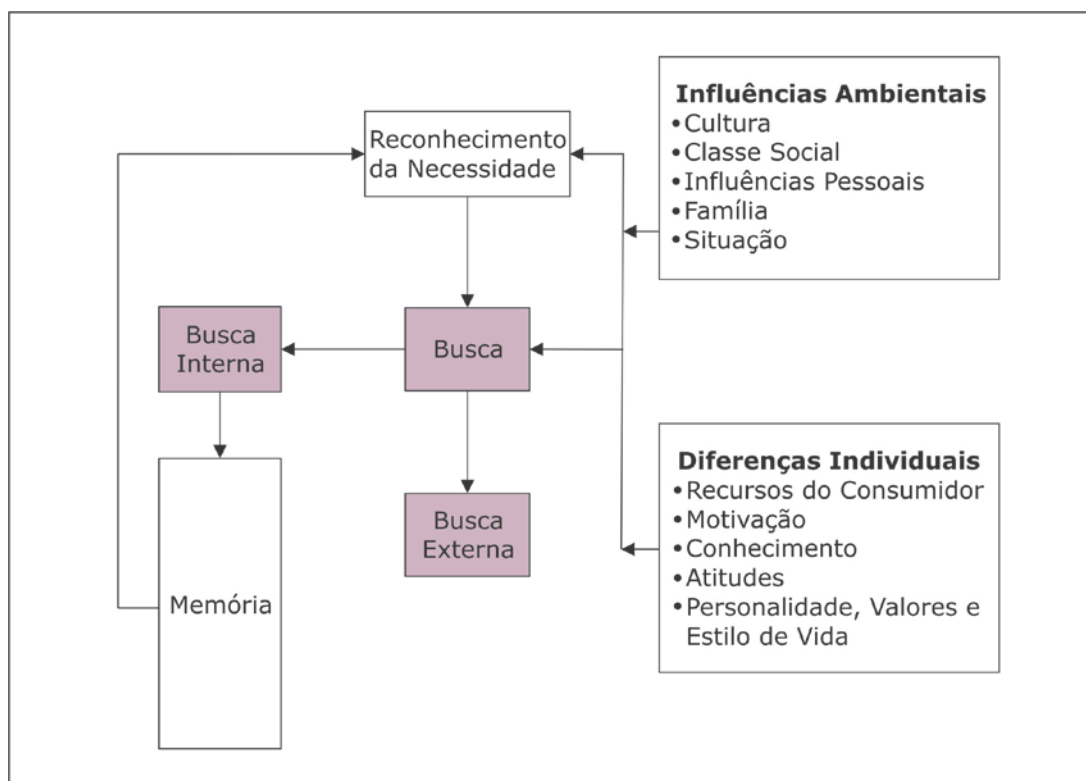 Reconhecimento
da Necessidade
Busca
Interna
Busca
Busca
Externa
Memória
Influências Ambientais
•Cultura
•Classe Social
•Influências Pessoais
•Família
•Situação
Diferenças Individuais
•Recursos do Consumidor
•Motivação
•Conhecimento
•Atitudes
•Personalidade, Valores e
Estilo de Vida